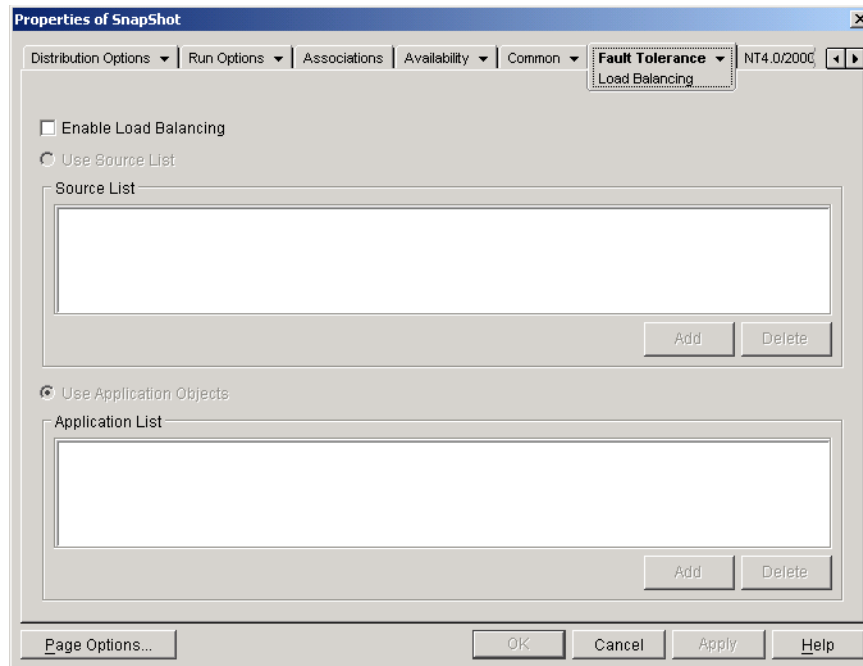 Properties of SnapShot
Distribution Options Run Options Associations Availability Common Fault Tolerance NT4.0/2000
Load Balancing
Enable Load Balancing
Use Source List
Source List
Add Delete
Use Application Objects
Application List
Add Delete
Page Options... OK Cancel Apply Help